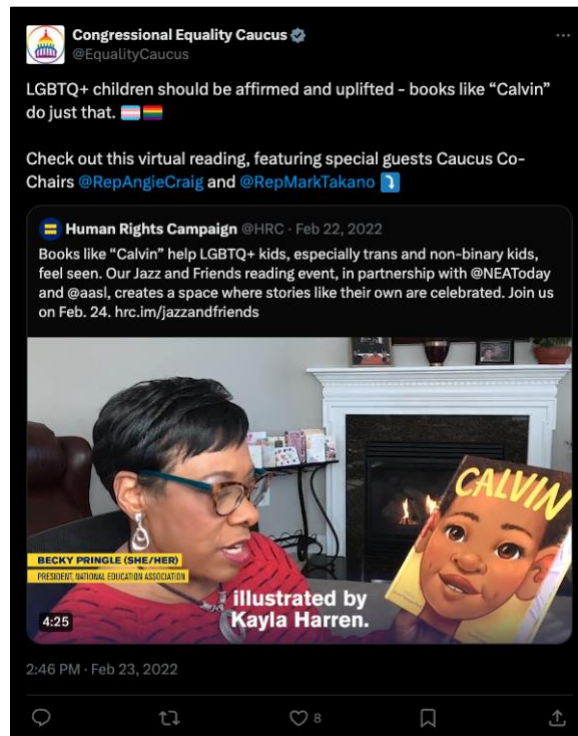 Congressional Equality Caucus
@EqualityCaucus
LGBTQ+ children should be affirmed and uplifted - books like “Calvin”
do just that.
Check out this virtual reading, featuring special guests Caucus Co-
Chairs @RepAngieCraig and @RepMarkTakano
Human Rights Campaign @HRC · Feb 22, 2022
Books like “Calvin” help LGBTQ+ kids, especially trans and non-binary kids,
feel seen. Our Jazz and Friends reading event, in partnership with @NEAToday
and @aasl, creates a space where stories like their own are celebrated. Join us
on Feb. 24. hrc.im/jazzandfriends
CALVIN
BECKY PRINGLE (SHE/HER)
PRESIDENT, NATIONAL EDUCATION ASSOCIATION
illustrated by
Kayla Harren.
4:25
2:46 PM · Feb 23, 2022
8